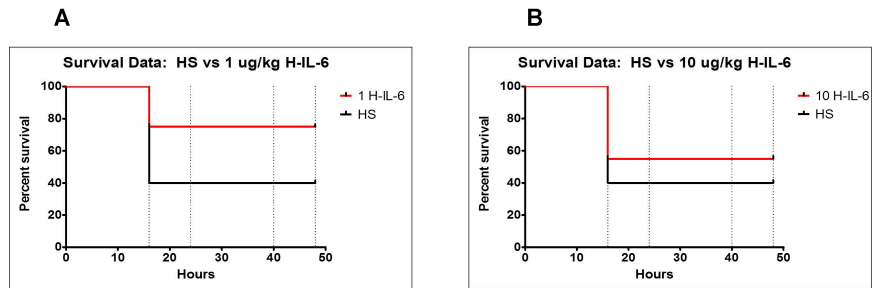 A
Survival Data: HS vs 1 ug/kg H-IL-6
Percent survival
100
80
60
40
20
0
0 10 20 30 40 50
Hours
1 H-IL-6
HS
B
Survival Data: HS vs 10 ug/kg H-IL-6
Percent survival
100
80
60
40
20
0
0 10 20 30 40 50
Hours
10 H-IL-6
HS